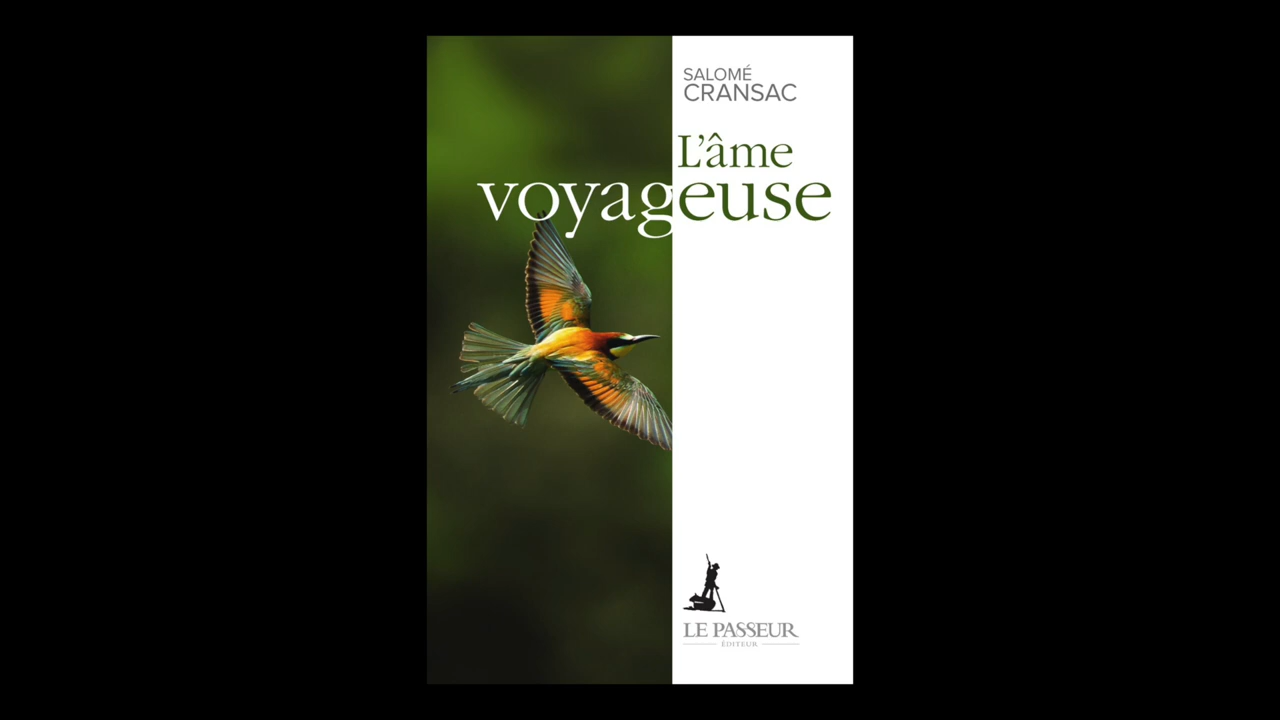 SALOMÉ
CRANSAC
L'âme
voyageuse
LE PASSEUR
ÉDITEUR